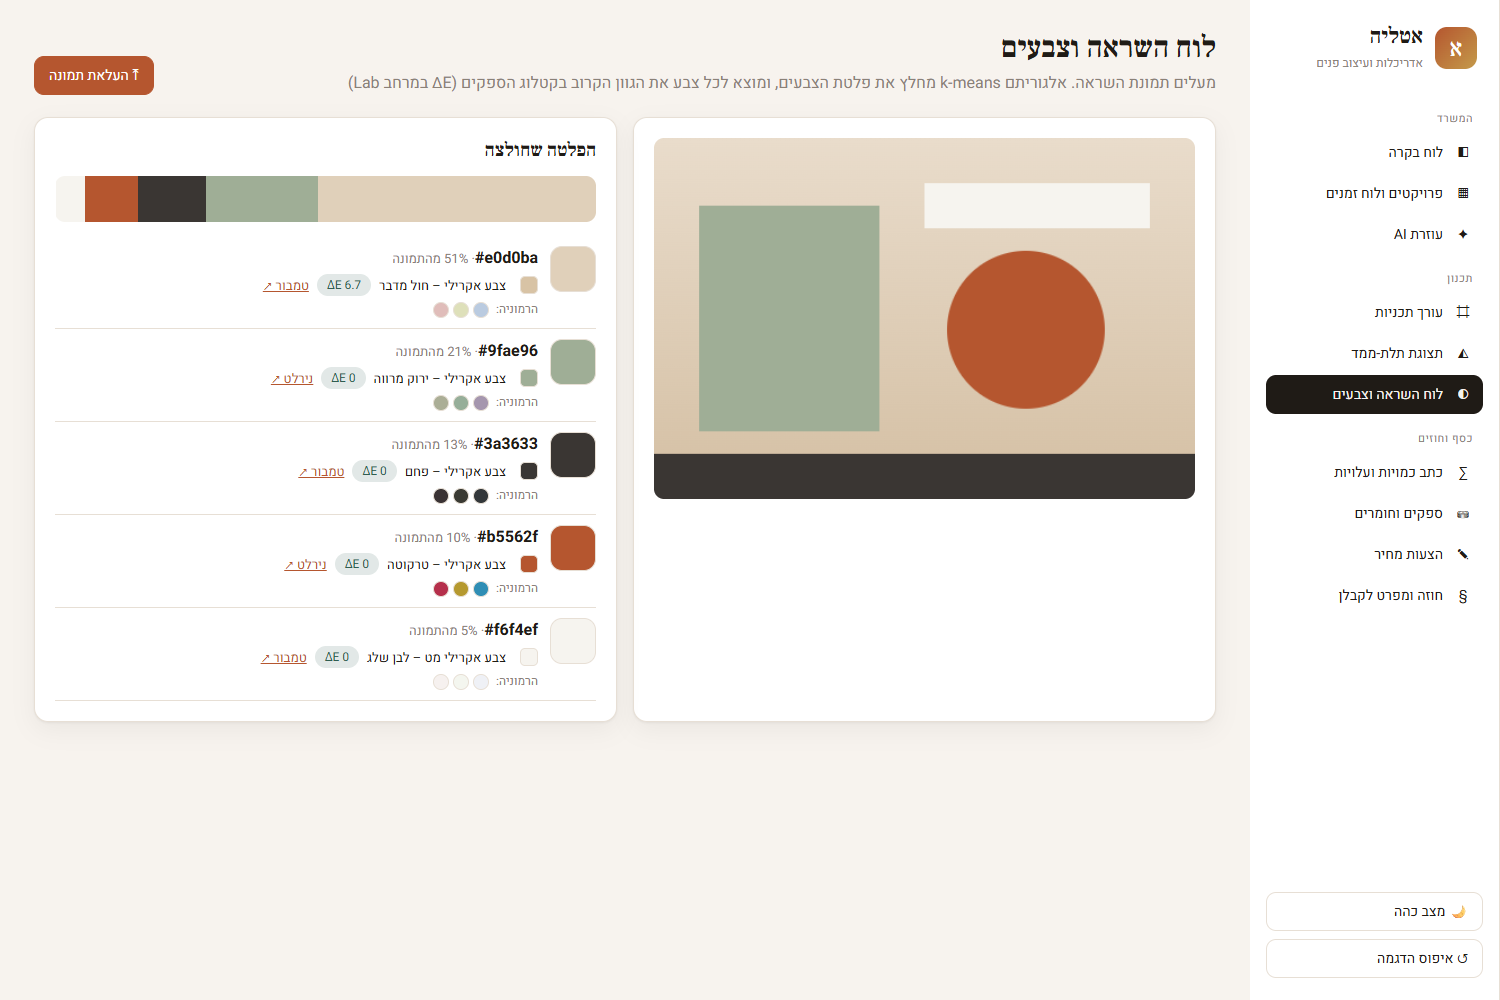 א
אטליה
אדריכלות ועיצוב פנים
המשרד
לוח בקרה
פרויקטים ולוח זמנים
עוזרת AI
תכנון
עורך תכניות
תצוגת תלת-ממד
לוח השראה וצבעים
כסף וחוזים
כתב כמויות ועלויות
ספקים וחומרים
הצעות מחיר
§ חוזה ומפרט לקבלן
מצב כהה
איפוס הדגמה
לוח השראה וצבעים
מעלים תמונת השראה. אלגוריתם k-means מחלץ את פלטת הצבעים, ומוצא לכל צבע את הגוון הקרוב בקטלוג הספקים (ΔE במרחב Lab)
⤒ העלאת תמונה
הפלטה שחולצה
#e0d0ba · 51% מהתמונה
צבע אקרילי – חול מדבר ΔE 6.7 טמבור ↗
הרמוניה:
#9fae96 · 21% מהתמונה
צבע אקרילי – ירוק מרווה ΔE 0 נירלט ↗
הרמוניה:
#3a3633 · 13% מהתמונה
צבע אקרילי – פחם ΔE 0 טמבור ↗
הרמוניה:
#b5562f · 10% מהתמונה
צבע אקרילי – טרקוטה ΔE 0 נירלט ↗
הרמוניה:
#f6f4ef · 5% מהתמונה
צבע אקרילי מט – לבן שלג ΔE 0 טמבור ↗
הרמוניה: